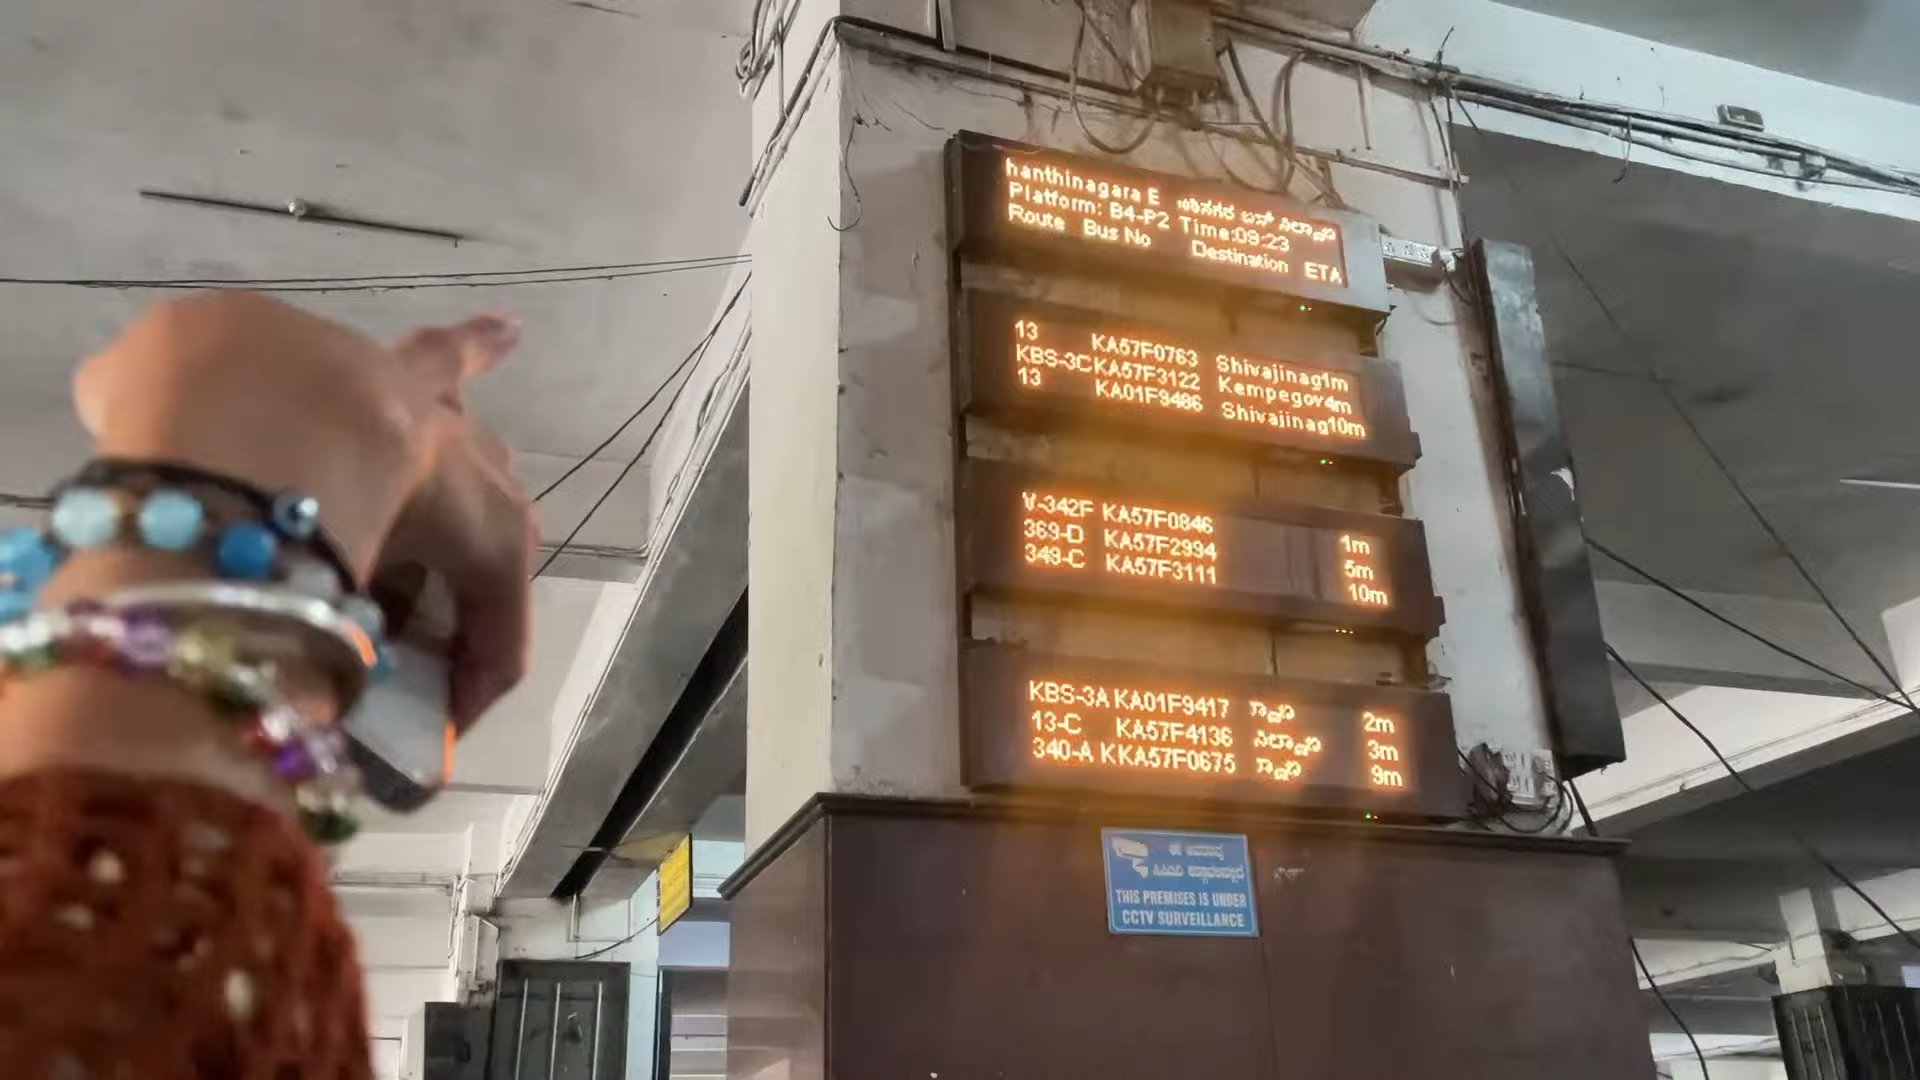 hanthinagara E ತಿನಗರ ಬಸ್ ನಿಲ್ದಾಣ
Platform: B4-P2 Time:09:23
Route Bus No Destination ETA
13 KA57F0763 Shivajinag1m
KBS-3CKA57F3122 Kempegov4m
13 KA01F9486 Shivajinag10m
V-342F KA57F0846 1m
369-D KA57F2994 5m
349-C KA57F3111 10m
KBS-3A KA01F9417 2m
13-C KA57F4136 3m
340-A KKA57F0675 9m
THIS PREMISES IS UNDER
CCTV SURVEILLANCE